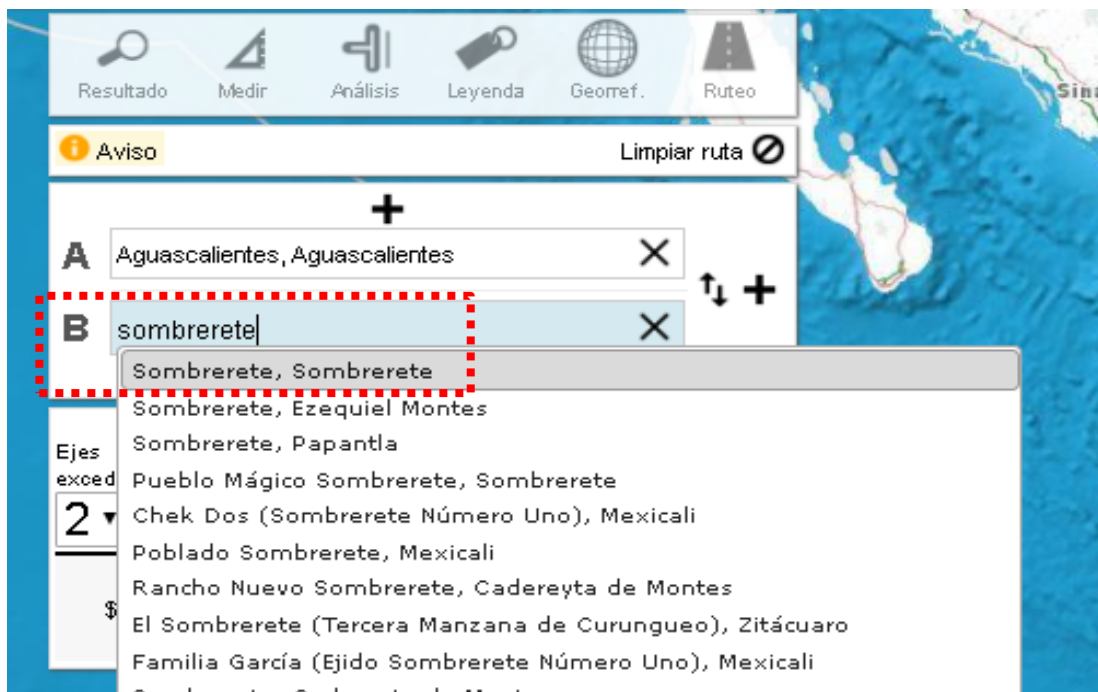 Resultado Medir Análisis Leyenda Georref. Ruteo
Aviso Limpiar ruta
A Aguascalientes, Aguascalientes
B sombrerete
Sombrerete, Sombrerete
Sombrerete, Ezequiel Montes
Sombrerete, Papantla
Pueblo Mágico Sombrerete, Sombrerete
Chek Dos (Sombrerete Número Uno), Mexicali
Poblado Sombrerete, Mexicali
Rancho Nuevo Sombrerete, Cadereyta de Montes
El Sombrerete (Tercera Manzana de Curungueo), Zitácuaro
Familia García (Ejido Sombrerete Número Uno), Mexicali
Ejes
exced
2
$
Sina